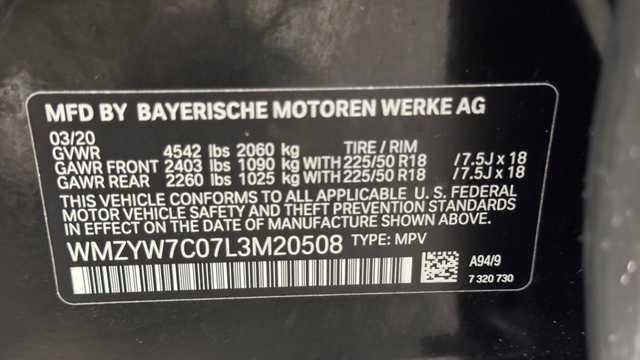 MFD BY BAYERISCHE MOTOREN WERKE AG
03/20
GVWR 4542 lbs 2060 kg TIRE / RIM
GAWR FRONT 2403 lbs 1090 kg WITH 225/50 R18 /7.5J x 18
GAWR REAR 2260 lbs 1025 kg WITH 225/50 R18 /7.5J x 18
THIS VEHICLE CONFORMS TO ALL APPLICABLE U. S. FEDERAL
MOTOR VEHICLE SAFETY AND THEFT PREVENTION STANDARDS
IN EFFECT ON THE DATE OF MANUFACTURE SHOWN ABOVE.
WMZYW7C07L3M20508 TYPE: MPV
A94/9
7 320 730